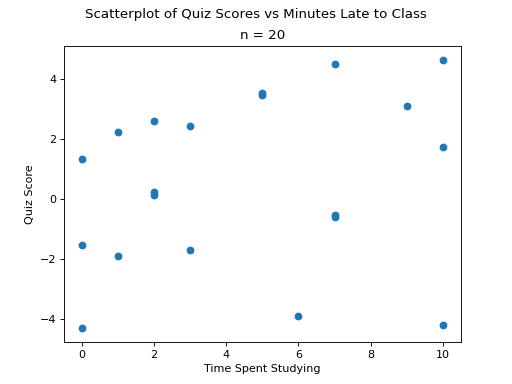 Scatterplot of Quiz Scores vs Minutes Late to Class
n = 20
4
2
0
−2
−4
Quiz Score
0 2 4 6 8 10
Time Spent Studying